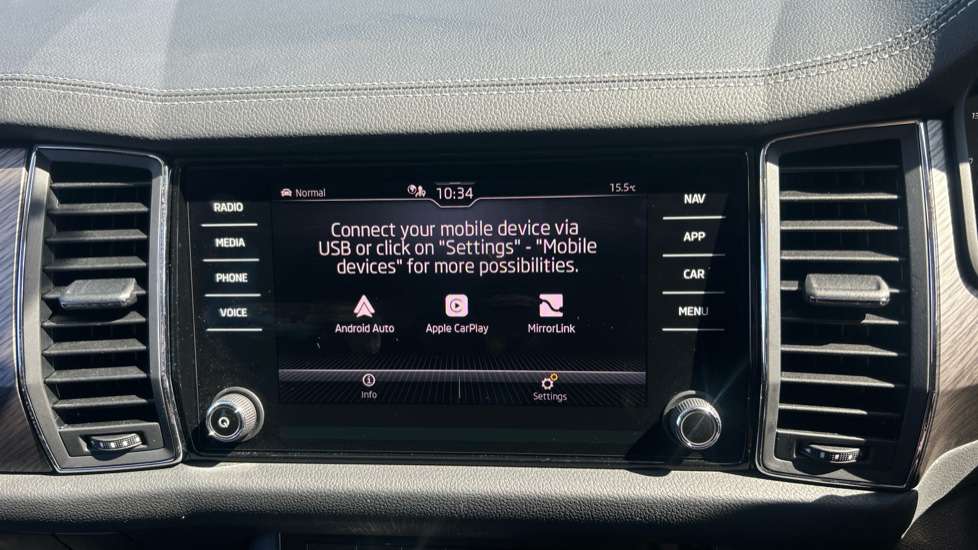 Normal
10:34
15.5°c
RADIO
MEDIA
PHONE
VOICE
Connect your mobile device via
USB or click on "Settings" - "Mobile
devices" for more possibilities.
Android Auto
Apple CarPlay
MirrorLink
Info
Settings
NAV
APP
CAR
MENU